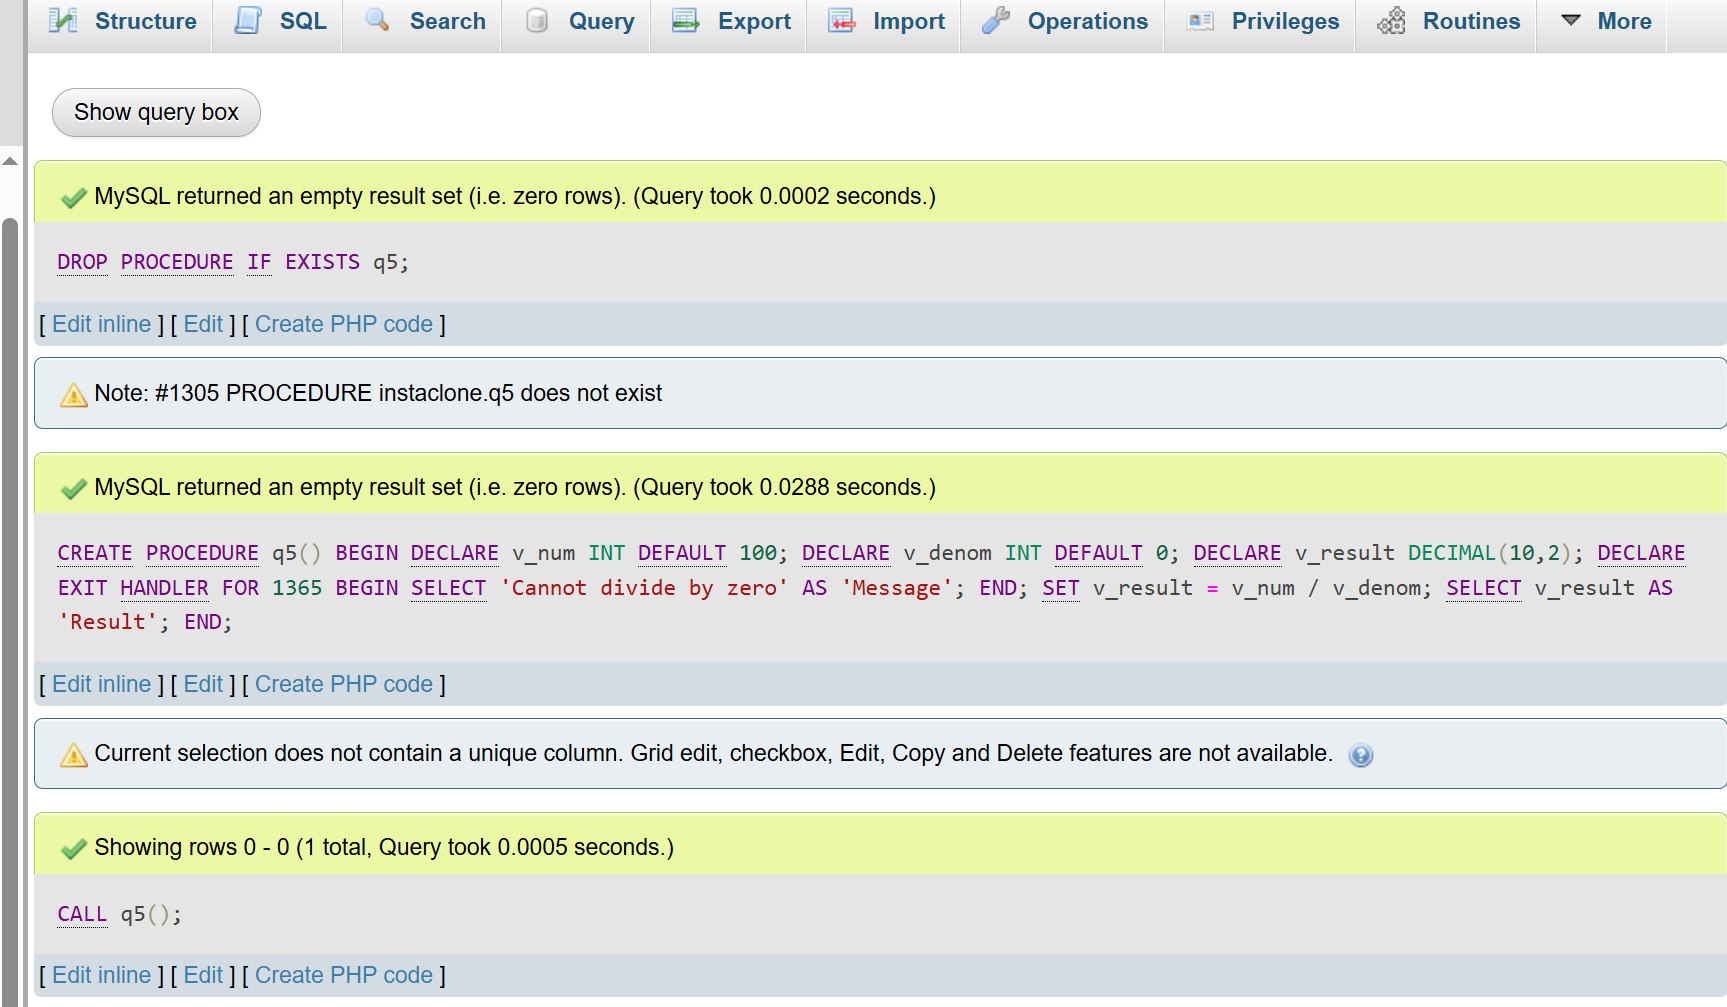 Structure SQL Search Query Export Import Operations Privileges Routines More
Show query box
MySQL returned an empty result set (i.e. zero rows). (Query took 0.0002 seconds.)
DROP PROCEDURE IF EXISTS q5;
[ Edit inline ] [ Edit ] [ Create PHP code ]
Note: #1305 PROCEDURE instaclone.q5 does not exist
MySQL returned an empty result set (i.e. zero rows). (Query took 0.0288 seconds.)
CREATE PROCEDURE q5() BEGIN DECLARE v_num INT DEFAULT 100; DECLARE v_denom INT DEFAULT 0; DECLARE v_result DECIMAL(10,2); DECLARE
EXIT HANDLER FOR 1365 BEGIN SELECT 'Cannot divide by zero' AS 'Message'; END; SET v_result = v_num / v_denom; SELECT v_result AS
'Result'; END;
[ Edit inline ] [ Edit ] [ Create PHP code ]
Current selection does not contain a unique column. Grid edit, checkbox, Edit, Copy and Delete features are not available.
Showing rows 0 - 0 (1 total, Query took 0.0005 seconds.)
CALL q5();
[ Edit inline ] [ Edit ] [ Create PHP code ]